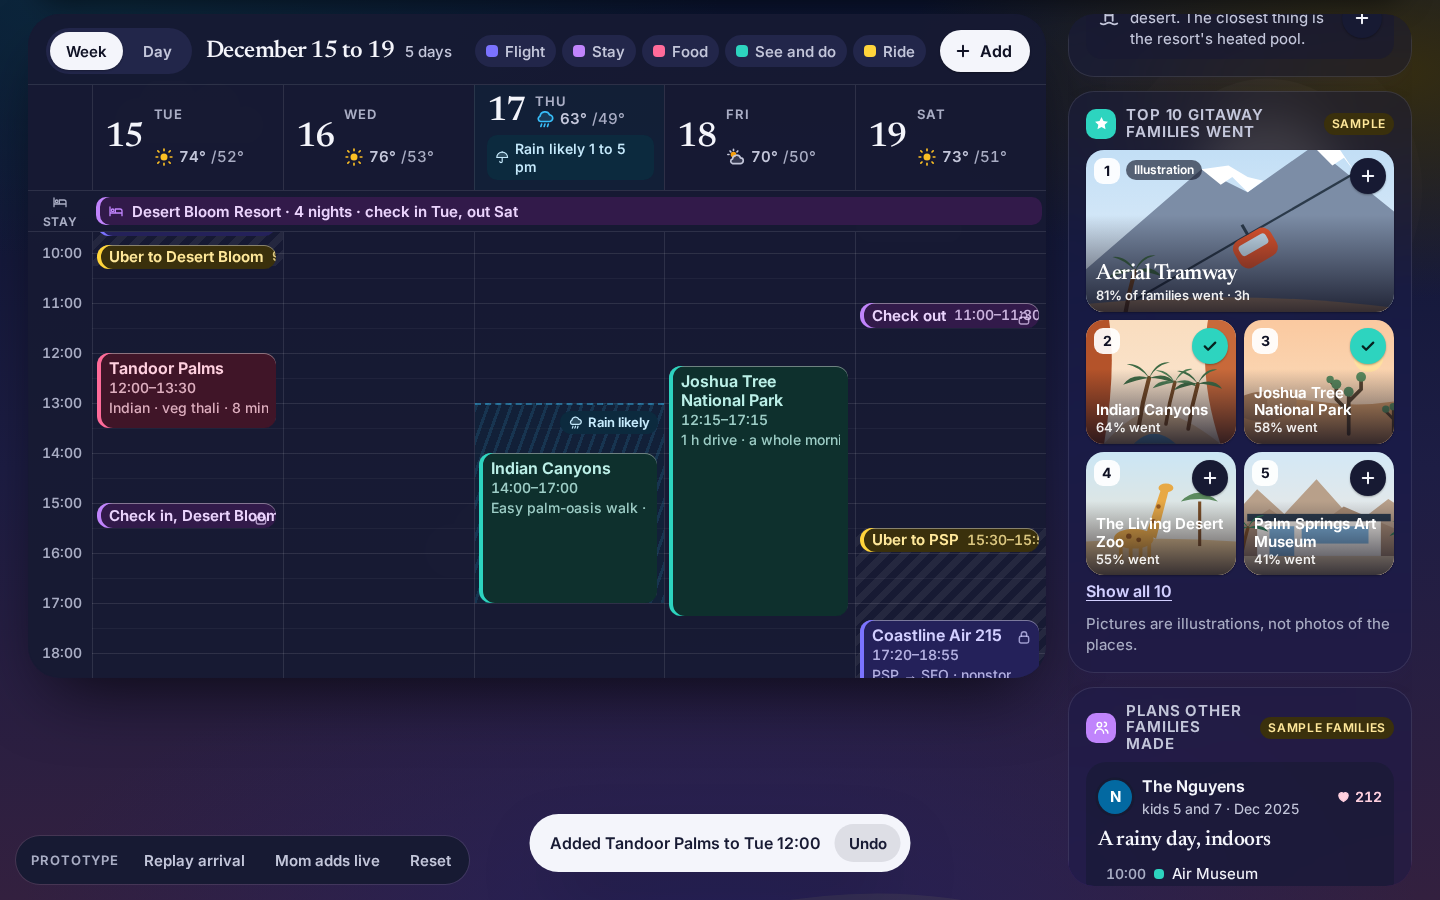 Week
Day
December 15 to 19 5 days
Flight
Stay
Food
See and do
Ride
+ Add
15 TUE
74° /52°
16 WED
76° /53°
17 THU
63° /49°
Rain likely 1 to 5
pm
18 FRI
70° /50°
19 SAT
73° /51°
STAY
Desert Bloom Resort · 4 nights · check in Tue, out Sat
10:00
11:00
12:00
13:00
14:00
15:00
16:00
17:00
18:00
Uber to Desert Bloom
Tandoor Palms
12:00–13:30
Indian · veg thali · 8 min
Check in, Desert Bloom
Rain likely
Indian Canyons
14:00–17:00
Easy palm-oasis walk ·
Joshua Tree
National Park
12:15–17:15
1 h drive · a whole morni
Check out 11:00–11:30
Uber to PSP 15:30–15:
Coastline Air 215
17:20–18:55
PSP → SFO · nonstop
desert. The closest thing is
the resort's heated pool.
TOP 10 GITAWAY
FAMILIES WENT
SAMPLE
1
Illustration
Aerial Tramway
81% of families went · 3h
2
Indian Canyons
64% went
3
Joshua Tree
National Park
58% went
4
The Living Desert
Zoo
55% went
5
Palm Springs Art
Museum
41% went
Show all 10
Pictures are illustrations, not photos of the
places.
PLANS OTHER
FAMILIES
MADE
SAMPLE FAMILIES
N
The Nguyens
kids 5 and 7 · Dec 2025
212
A rainy day, indoors
10:00 Air Museum
PROTOTYPE
Replay arrival
Mom adds live
Reset
Added Tandoor Palms to Tue 12:00
Undo